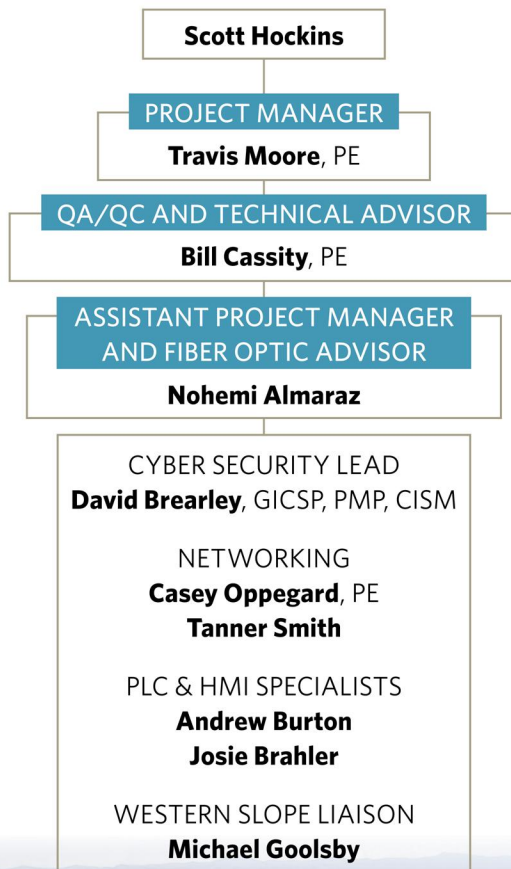 Scott Hockins
PROJECT MANAGER
Travis Moore, PE
QA/QC AND TECHNICAL ADVISOR
Bill Cassity, PE
ASSISTANT PROJECT MANAGER
AND FIBER OPTIC ADVISOR
Nohemi Almaraz
CYBER SECURITY LEAD
David Brearley, GICSP, PMP, CISM
NETWORKING
Casey Oppegard, PE
Tanner Smith
PLC & HMI SPECIALISTS
Andrew Burton
Josie Brahler
WESTERN SLOPE LIAISON
Michael Goolsby